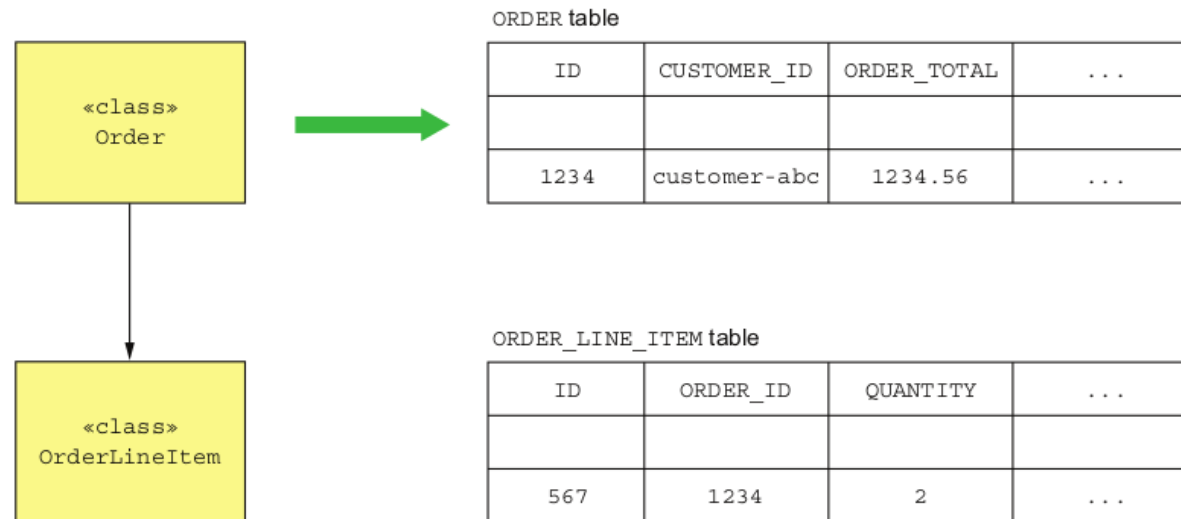 ORDER table
ID CUSTOMER_ID ORDER_TOTAL ...
1234 customer-abc 1234.56 ...
«class»
Order
ORDER_LINE_ITEM table
ID ORDER_ID QUANTITY ...
567 1234 2 ...
«class»
OrderLineItem